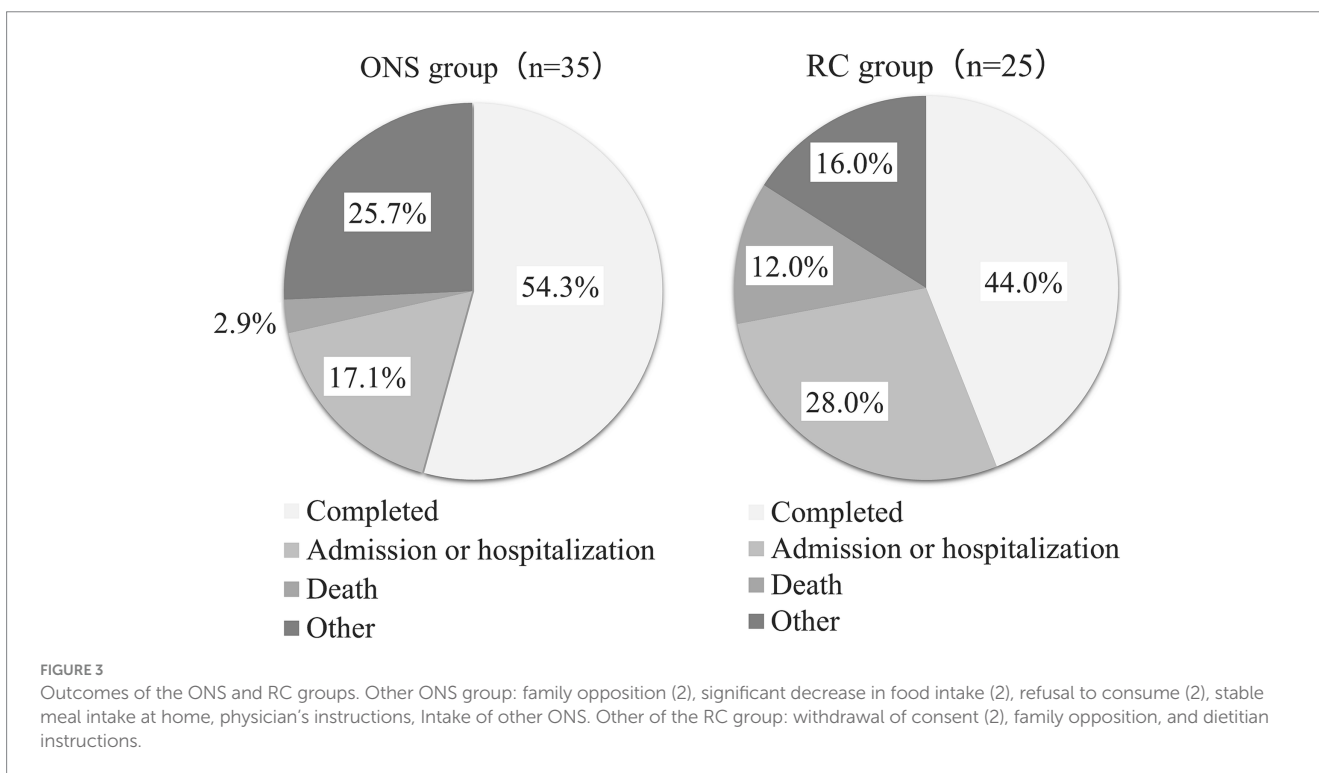 ONS group（n=35）
25.7%
54.3%
2.9%
17.1%
Completed
Admission or hospitalization
Death
Other
RC group（n=25）
16.0%
12.0%
44.0%
28.0%
Completed
Admission or hospitalization
Death
Other
FIGURE 3
Outcomes of the ONS and RC groups. Other ONS group: family opposition (2), significant decrease in food intake (2), refusal to consume (2), stable
meal intake at home, physician’s instructions, Intake of other ONS. Other of the RC group: withdrawal of consent (2), family opposition, and dietitian
instructions.